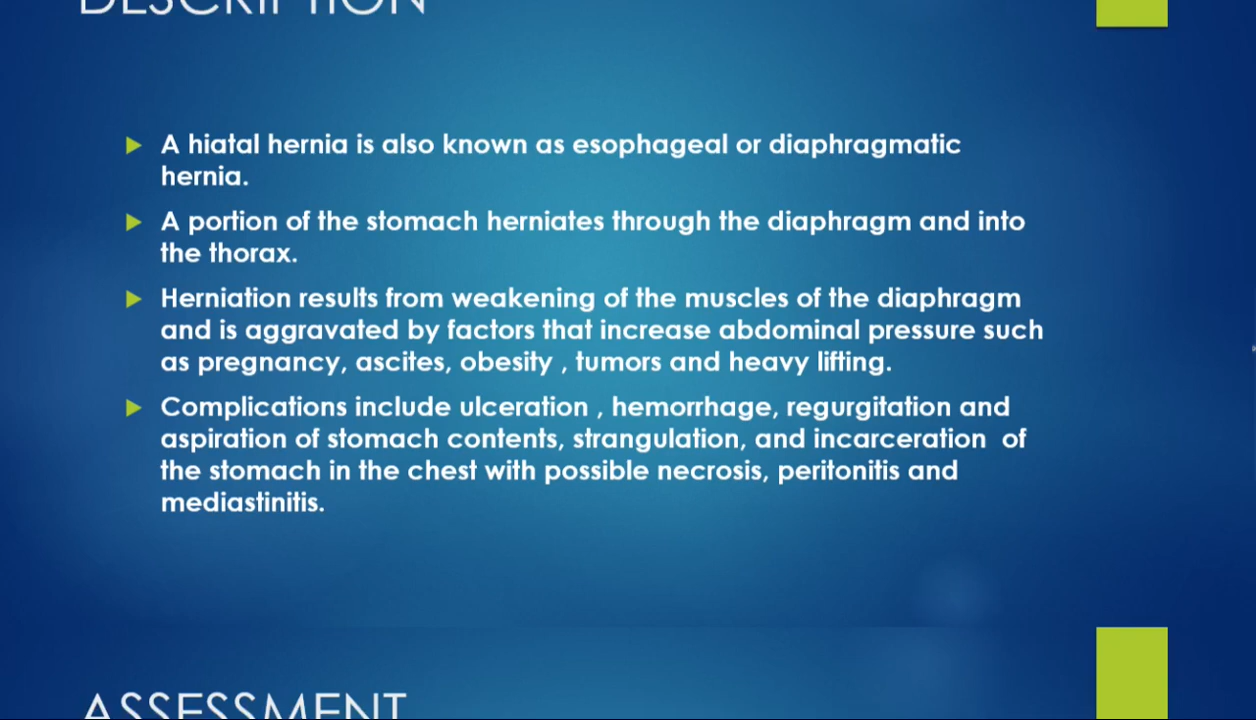 DESCRIPTION
A hiatal hernia is also known as esophageal or diaphragmatic
hernia.
A portion of the stomach herniates through the diaphragm and into
the thorax.
Herniation results from weakening of the muscles of the diaphragm
and is aggravated by factors that increase abdominal pressure such
as pregnancy, ascites, obesity , tumors and heavy lifting.
Complications include ulceration , hemorrhage, regurgitation and
aspiration of stomach contents, strangulation, and incarceration  of
the stomach in the chest with possible necrosis, peritonitis and
mediastinitis.
ASSESSMENT